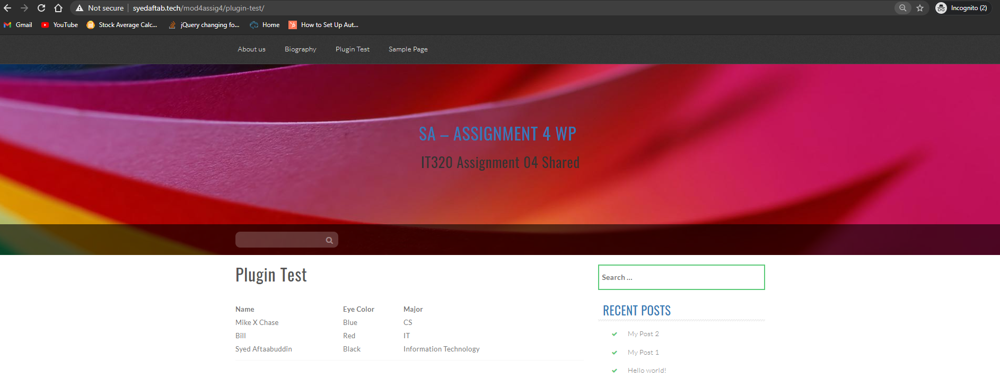 Not secure syedaftab.tech/mod4assig4/plugin-test/ Incognito (2)
Gmail YouTube Stock Average Calc... jQuery changing fo... Home How to Set Up Aut...
About us Biography Plugin Test Sample Page
SA – ASSIGNMENT 4 WP
IT320 Assignment 04 Shared
Plugin Test
Name Eye Color Major
Mike X Chase Blue CS
Bill Red IT
Syed Aftaabuddin Black Information Technology
Search ...
RECENT POSTS
My Post 2
My Post 1
Hello world!